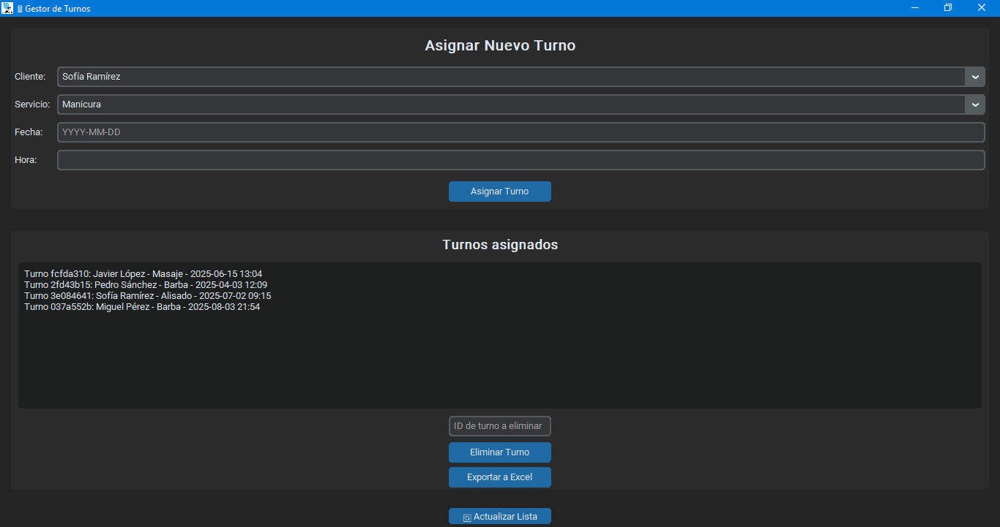 Gestor de Turnos
Asignar Nuevo Turno
Cliente: Sofía Ramírez
Servicio: Manicura
Fecha: YYYY-MM-DD
Hora:
Asignar Turno
Turnos asignados
Turno fcfda310: Javier López - Masaje - 2025-06-15 13:04
Turno 2fd43b15: Pedro Sánchez - Barba - 2025-04-03 12:09
Turno 3e084641: Sofía Ramírez - Alisado - 2025-07-02 09:15
Turno 037a552b: Miguel Pérez - Barba - 2025-08-03 21:54
ID de turno a eliminar
Eliminar Turno
Exportar a Excel
Actualizar Lista